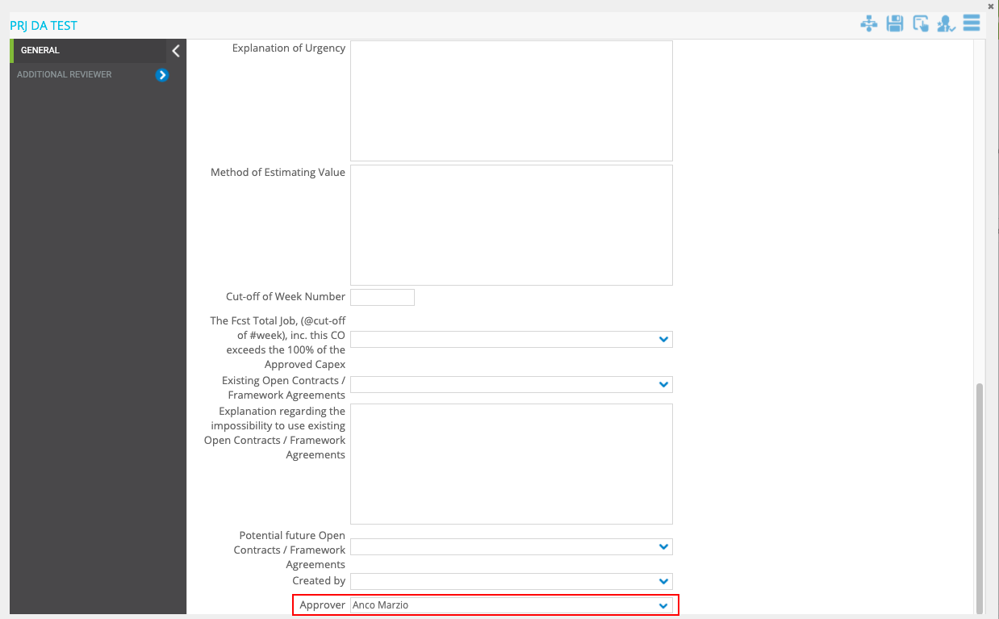 PRJ DA TEST
GENERAL
ADDITIONAL REVIEWER
Explanation of Urgency
Method of Estimating Value
Cut-off of Week Number
The Fcst Total Job, (@cut-off
of #week), inc. this CO
exceeds the 100% of the
Approved Capex
Existing Open Contracts /
Framework Agreements
Explanation regarding the
impossibility to use existing
Open Contracts / Framework
Agreements
Potential future Open
Contracts / Framework
Agreements
Created by
Approver Anco Marzio